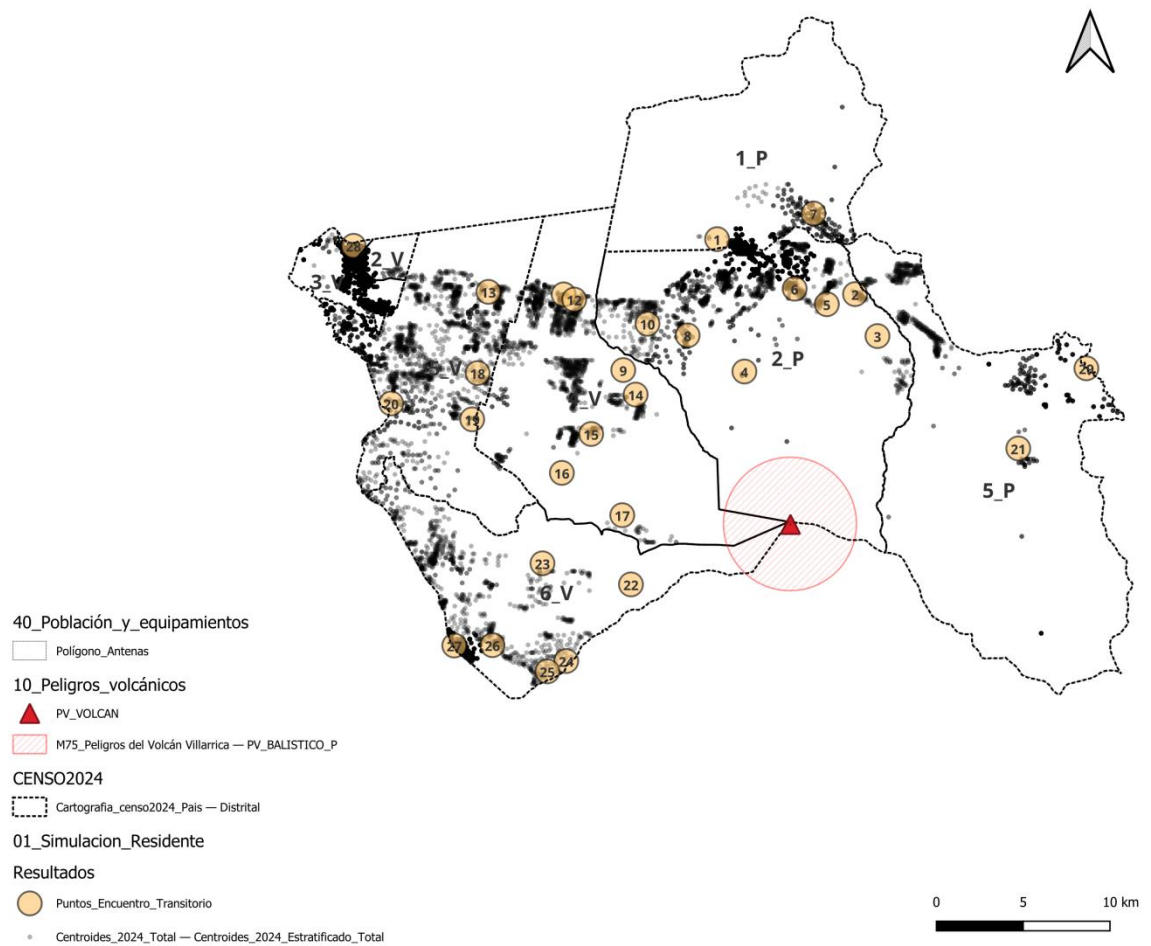 1_P
7
28
1
2_V
3_V
13
12
6
5
2
10
8
3
2_P
9
4
20
18
_V
_V
14
20
19
15
21
16
5_P
17
23
22
6_V
27
26
24
25
40_Población_y_equipamientos
Polígono_Antenas
10_Peligros_volcánicos
PV_VOLCAN
M75_Peligros del Volcán Villarrica — PV_BALISTICO_P
CENSO2024
Cartografia_censo2024_Pais — Distrital
01_Simulacion_Residente
Resultados
Puntos_Encuentro_Transitorio
Centroides_2024_Total — Centroides_2024_Estratificado_Total
0 5 10 km